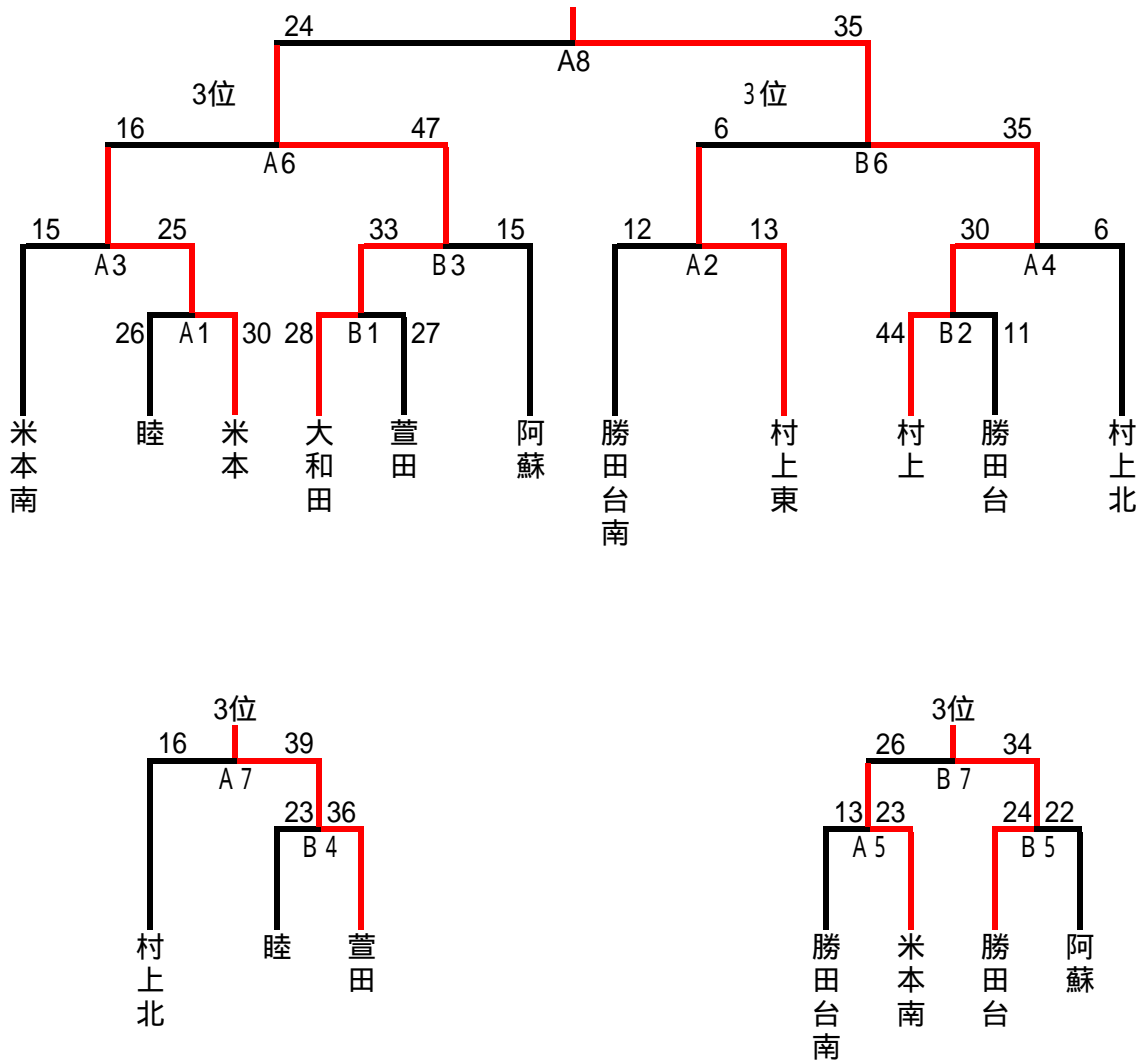 24 35
A8
3位 3位
16 47 6 35
A6 B6
15 25 33 15 12 13 30 6
A3 B3 A2 A4
26 A1 30 28 B1 27 44 B2 11
米本南 睦 米本 大和田 萱田 阿蘇 勝田台南 村上東 村上 勝田台 村上北
3位 3位
16 39 26 34
A7 B7
23 36 13 23 24 22
B4 A5 B5
村上北 睦 萱田 勝田台南 米本南 勝田台 阿蘇